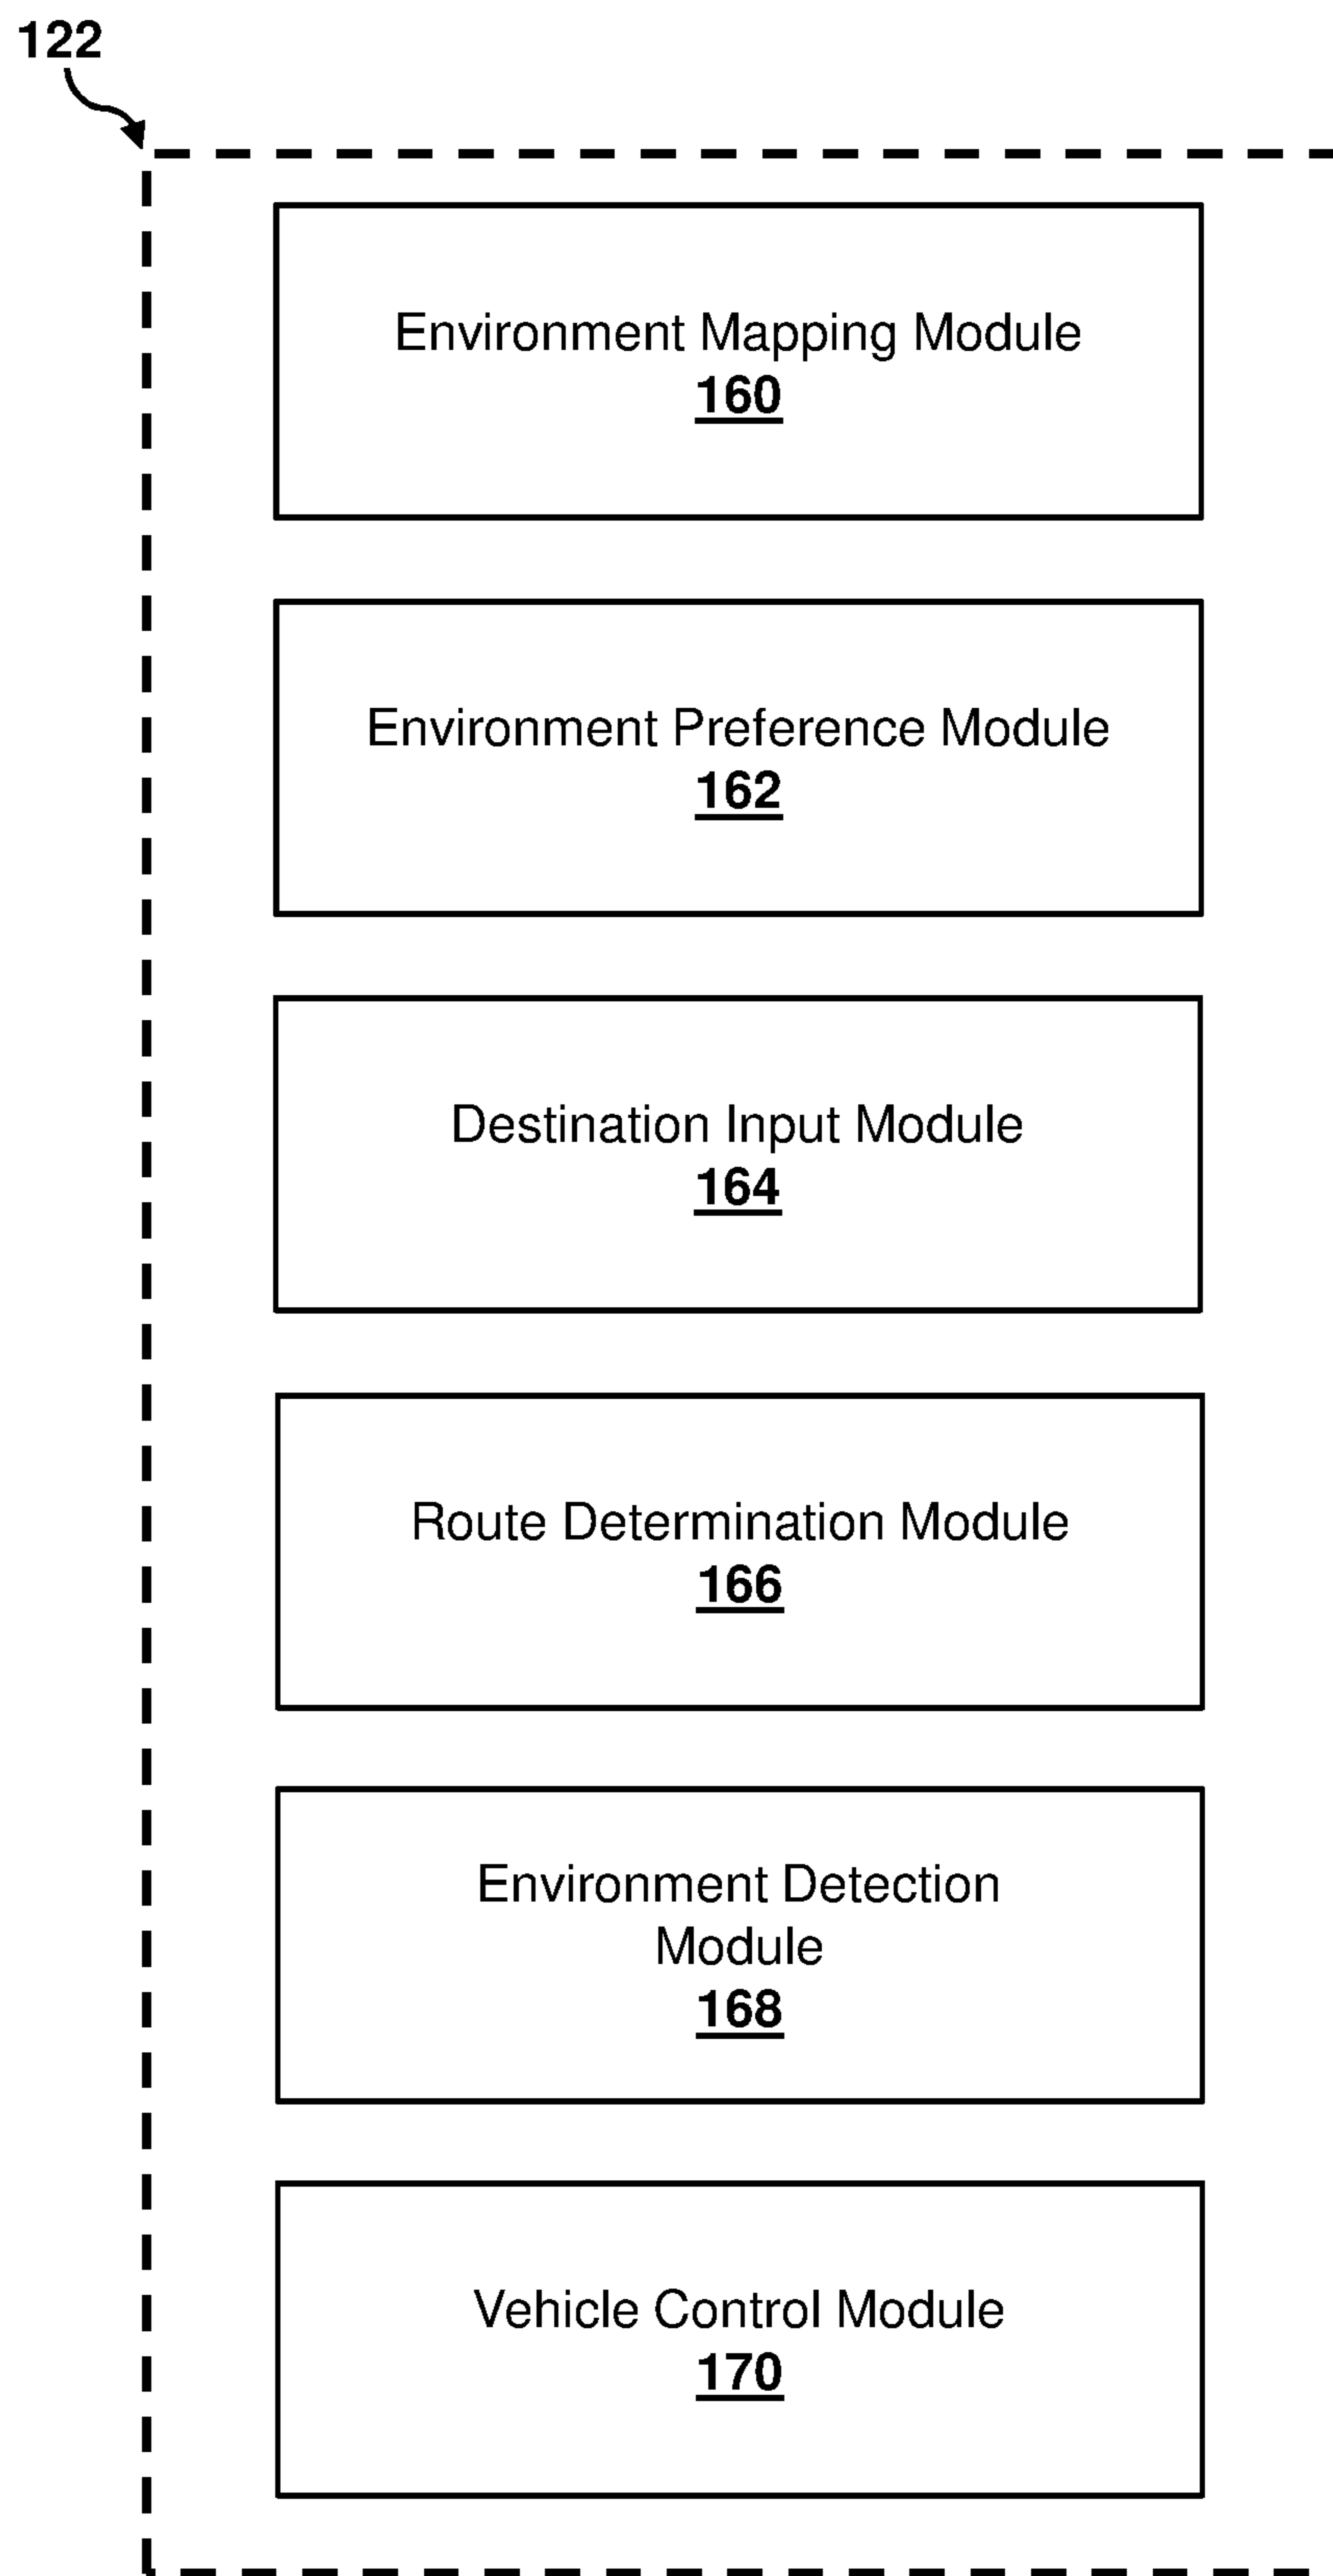 122
Environment Mapping Module
160
Environment Preference Module
162
Destination Input Module
164
Route Determination Module
166
Environment Detection
Module
168
Vehicle Control Module
170